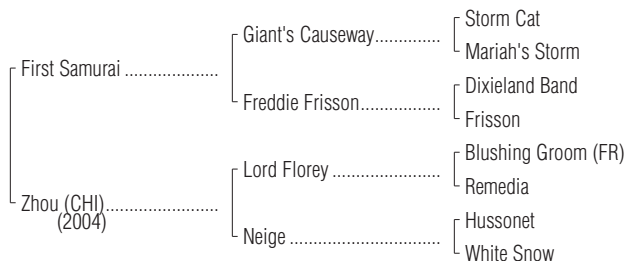 Storm Cat
Giant's Causeway..............
Mariah's Storm
First Samurai ....................
Dixieland Band
Freddie Frisson.................
Frisson
Blushing Groom (FR)
Lord Florey .......................
Remedia
Zhou (CHI)........................
(2004)
Hussonet
Neige ................................
White Snow